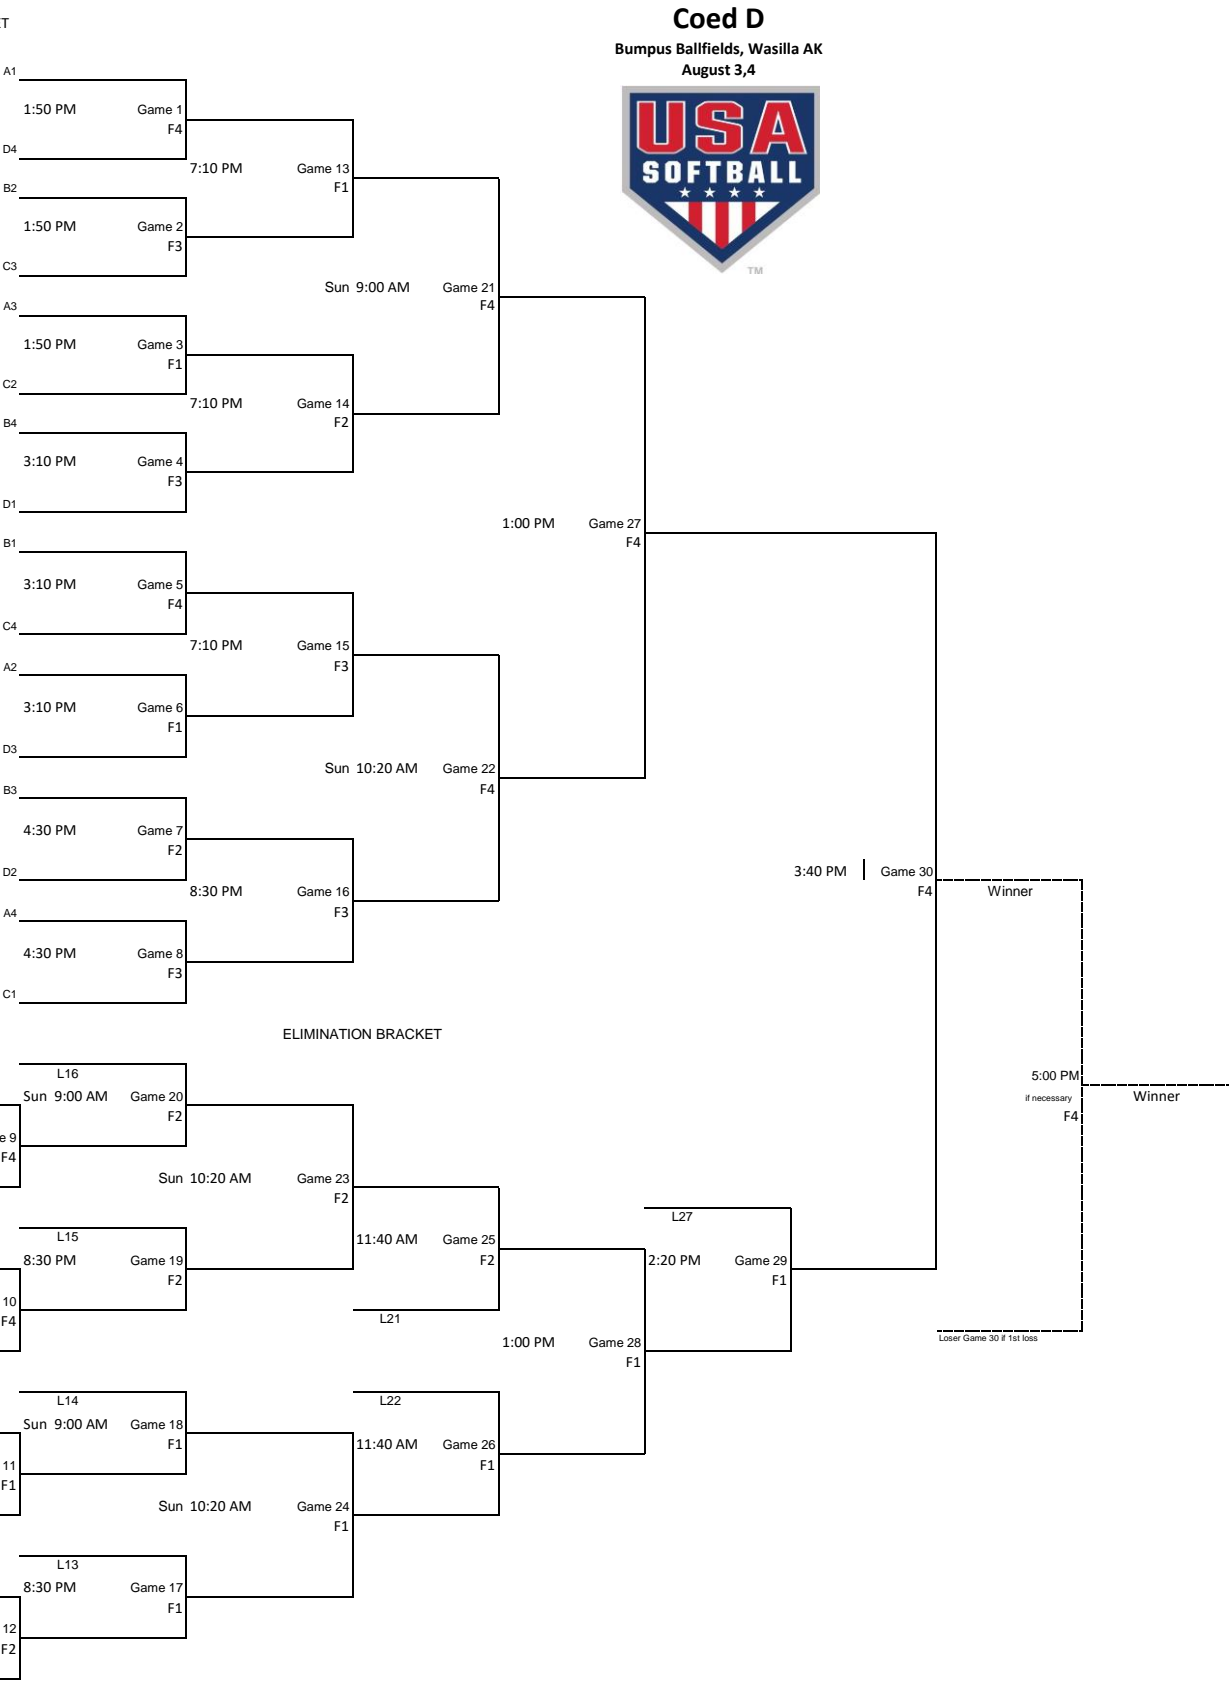 Coed D
Bumpus Ballfields, Wasilla AK
August 3,4
USA
SOFTBALL
TM
A1
1:50 PM Game 1
F4
D4
7:10 PM Game 13
F1
B2
1:50 PM Game 2
F3
C3
Sun 9:00 AM Game 21
F4
A3
1:50 PM Game 3
F1
C2
7:10 PM Game 14
F2
B4
3:10 PM Game 4
F3
D1
1:00 PM Game 27
F4
B1
3:10 PM Game 5
F4
C4
7:10 PM Game 15
F3
A2
3:10 PM Game 6
F1
D3
Sun 10:20 AM Game 22
F4
B3
4:30 PM Game 7
F2
D2
8:30 PM Game 16
F3
3:40 PM Game 30
F4
Winner
A4
4:30 PM Game 8
F3
C1
ELIMINATION BRACKET
L16
Sun 9:00 AM Game 20
F2
5:00 PM
if necessary
F4
Winner
9
F4
Sun 10:20 AM Game 23
F2
L15
8:30 PM Game 19
F2
11:40 AM Game 25
F2
L27
2:20 PM Game 29
F1
10
F4
L21
1:00 PM Game 28
F1
Loser Game 30 if 1st loss
L14
Sun 9:00 AM Game 18
F1
L22
11:40 AM Game 26
F1
11
F1
Sun 10:20 AM Game 24
F1
L13
8:30 PM Game 17
F1
12
F2